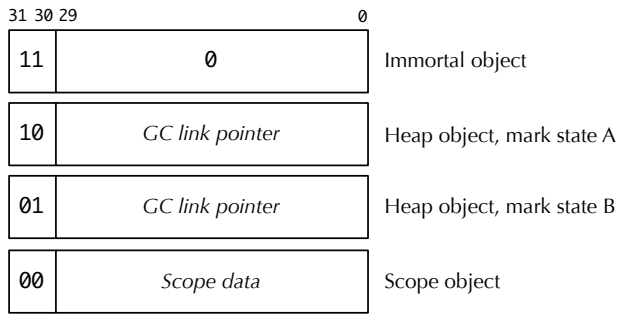 31 30 29 0
11 0 Immortal object
10 GC link pointer Heap object, mark state A
01 GC link pointer Heap object, mark state B
00 Scope data Scope object